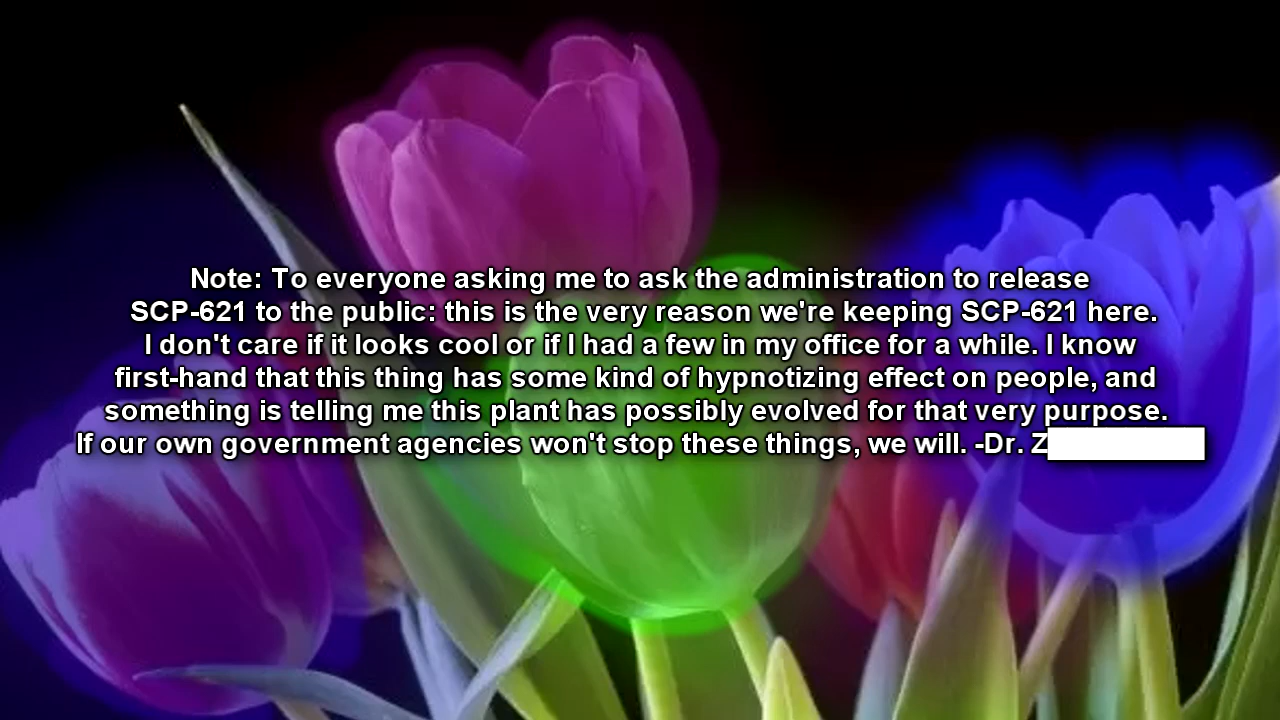 Note: To everyone asking me to ask the administration to release
SCP-621 to the public: this is the very reason we're keeping SCP-621 here.
I don't care if it looks cool or if I had a few in my office for a while. I know
first-hand that this thing has some kind of hypnotizing effect on people, and
something is telling me this plant has possibly evolved for that very purpose.
If our own government agencies won't stop these things, we will. -Dr. Z